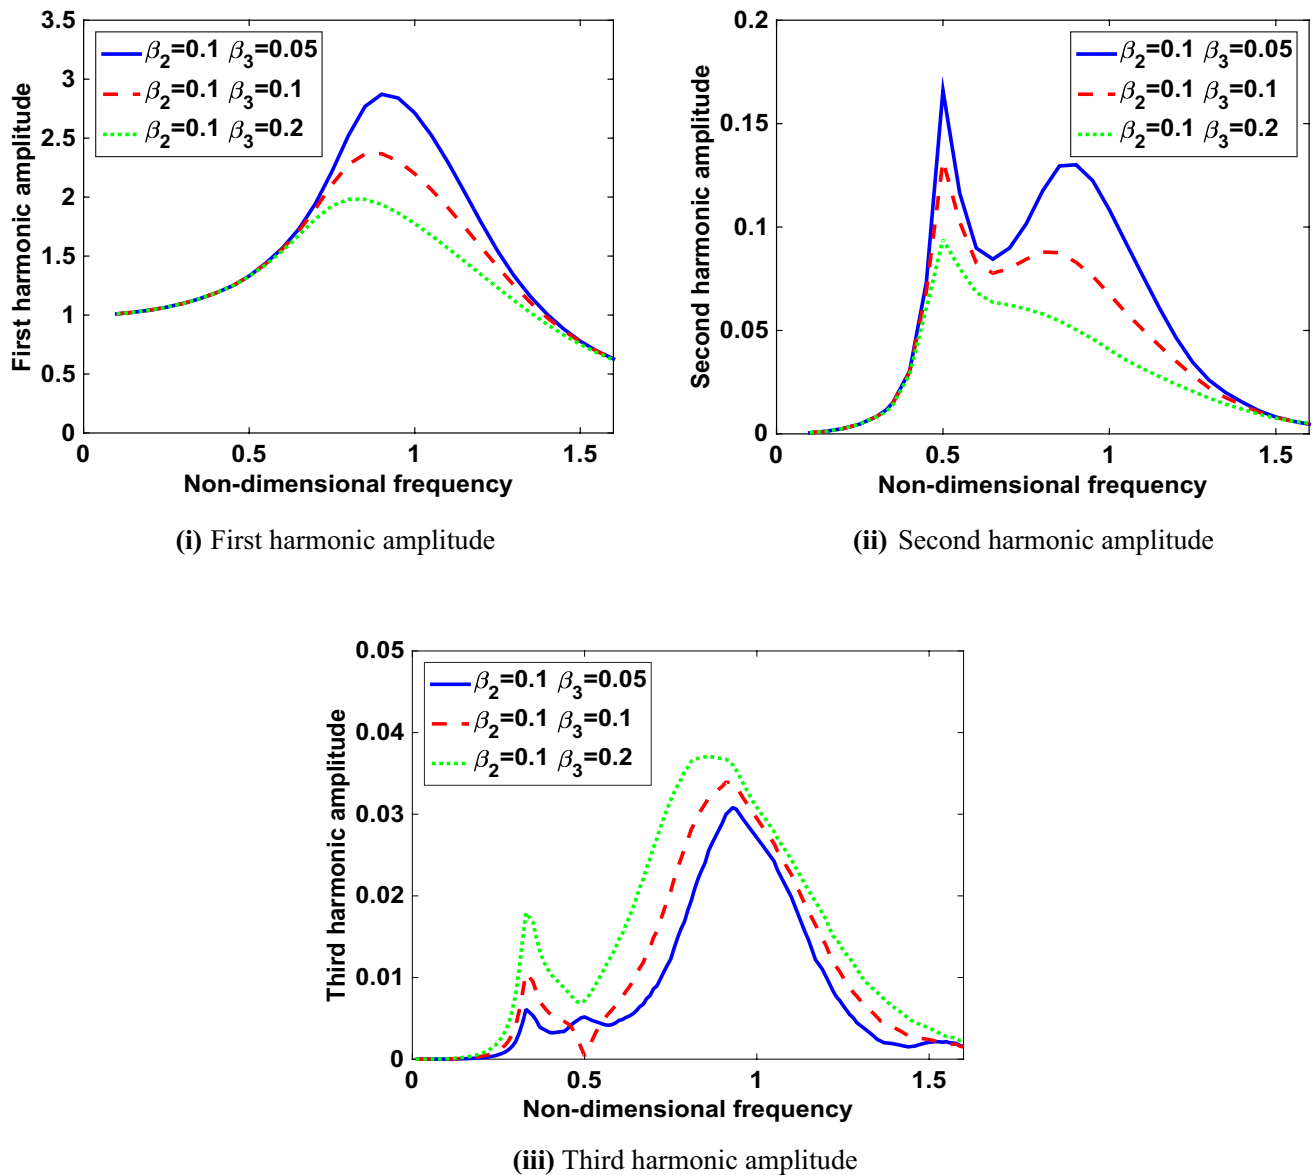 First harmonic amplitude
3.5
3
2.5
2
1.5
1
0.5
0
β2=0.1 β3=0.05
β2=0.1 β3=0.1
β2=0.1 β3=0.2
0 0.5 1 1.5
Non-dimensional frequency
(i) First harmonic amplitude
Second harmonic amplitude
0.2
0.15
0.1
0.05
0
β2=0.1 β3=0.05
β2=0.1 β3=0.1
β2=0.1 β3=0.2
0 0.5 1 1.5
Non-dimensional frequency
(ii) Second harmonic amplitude
Third harmonic amplitude
0.05
0.04
0.03
0.02
0.01
0
β2=0.1 β3=0.05
β2=0.1 β3=0.1
β2=0.1 β3=0.2
0 0.5 1 1.5
Non-dimensional frequency
(iii) Third harmonic amplitude